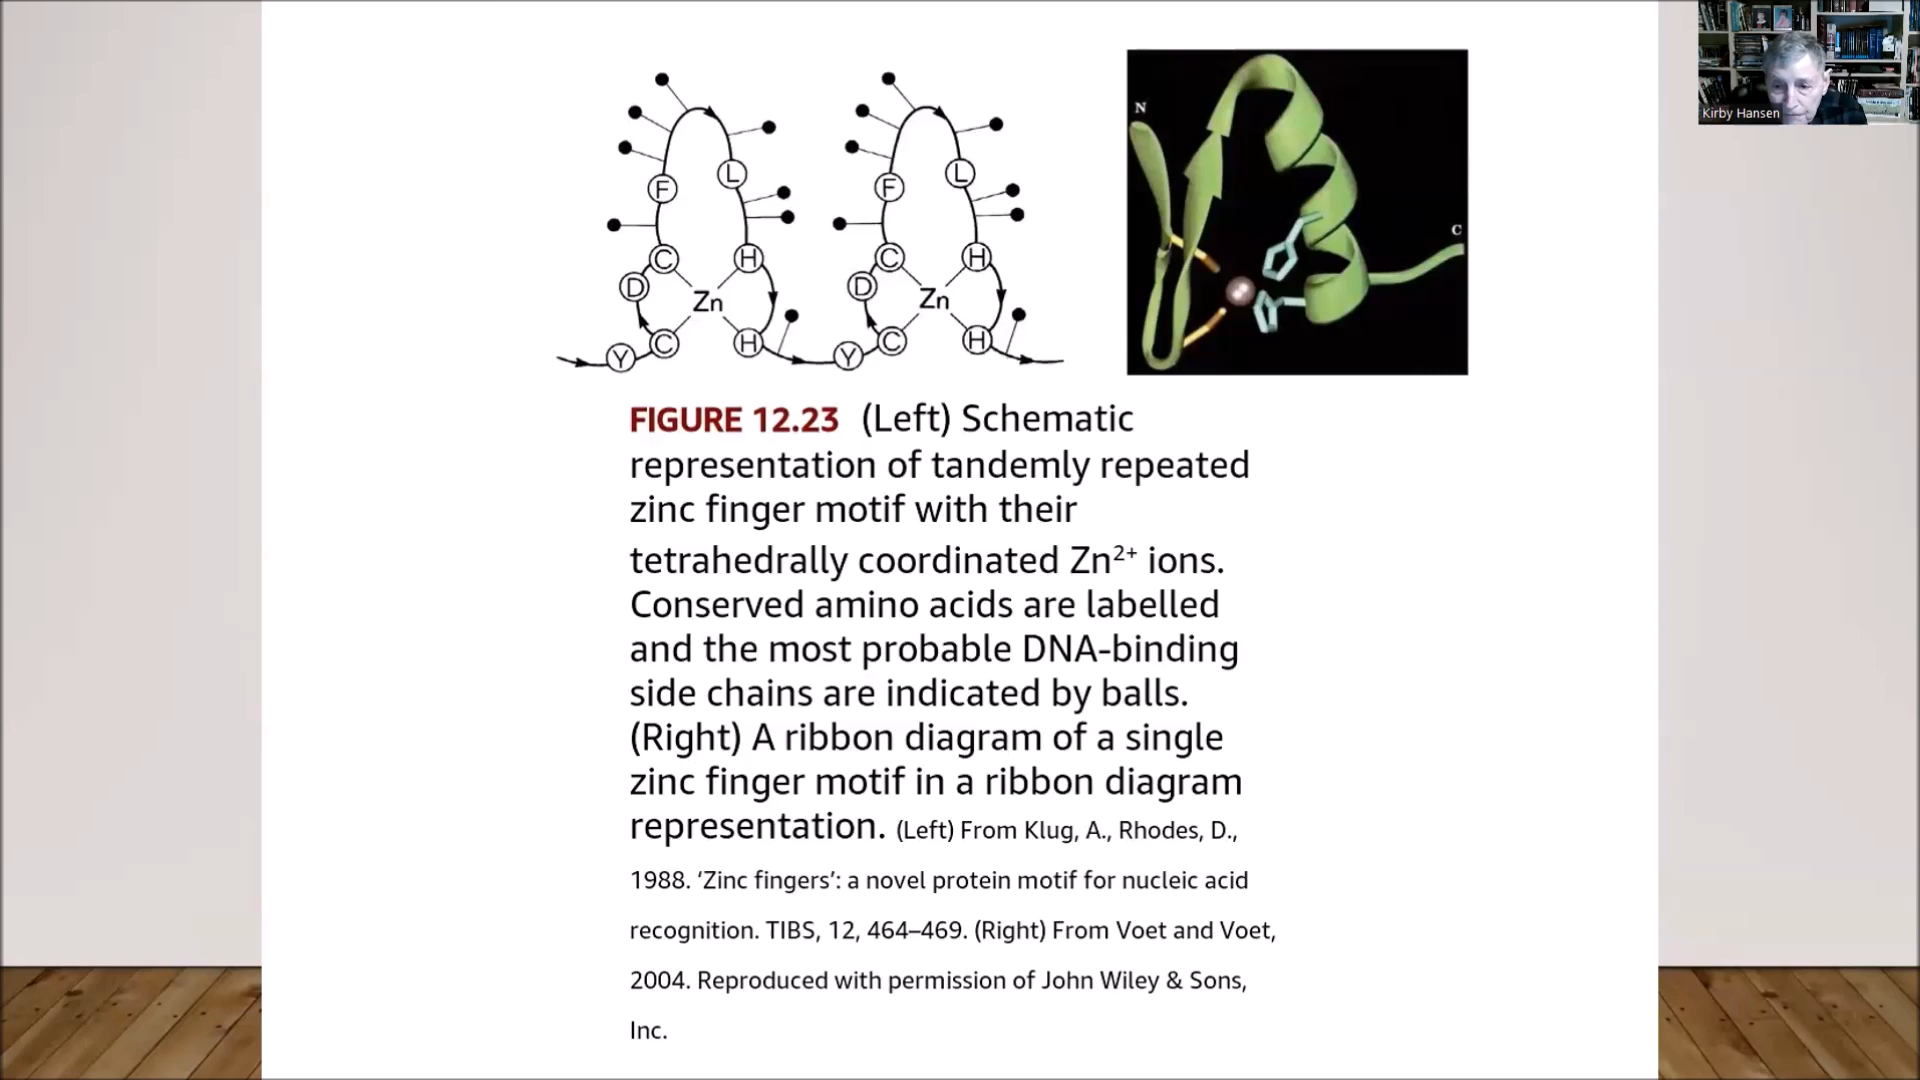 Kirby Hansen
F L
C H
D Zn
Y C H
F L
C H
D Zn
Y C H
N
C
FIGURE 12.23 (Left) Schematic
representation of tandemly repeated
zinc finger motif with their
tetrahedrally coordinated Zn²⁺ ions.
Conserved amino acids are labelled
and the most probable DNA-binding
side chains are indicated by balls.
(Right) A ribbon diagram of a single
zinc finger motif in a ribbon diagram
representation. (Left) From Klug, A., Rhodes, D.,
1988. ‘Zinc fingers’: a novel protein motif for nucleic acid
recognition. TIBS, 12, 464–469. (Right) From Voet and Voet,
2004. Reproduced with permission of John Wiley & Sons,
Inc.